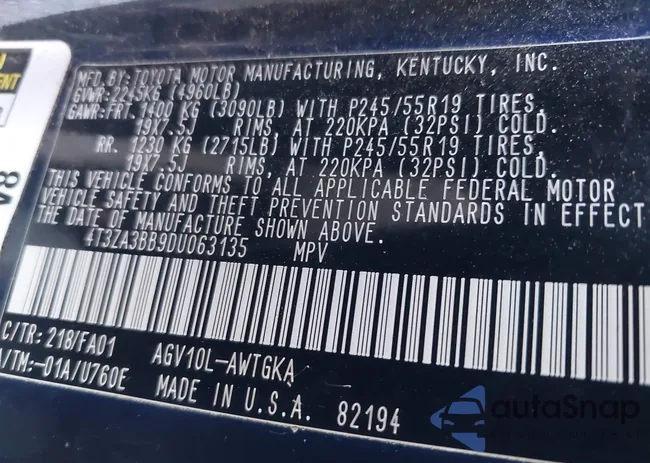 MFD.BY:TOYOTA MOTOR MANUFACTURING, KENTUCKY, INC.
GVWR:2245KG (4960LB)
GAWR:FRT.1400 KG (3090LB) WITH P245/55R19 TIRES,
19X7.5J RIMS, AT 220KPA (32PSI) COLD.
RR. 1230 KG (2715LB) WITH P245/55R19 TIRES,
19X7.5J RIMS, AT 220KPA (32PSI) COLD.
THIS VEHICLE CONFORMS TO ALL APPLICABLE FEDERAL MOTOR
VEHICLE SAFETY AND THEFT PREVENTION STANDARDS IN EFFECT
THE DATE OF MANUFACTURE SHOWN ABOVE.
4T3ZA3BB9DU063135 MPV
C/TR:218/FA01 AGV10L-AWTGKA
A/TM:-01A/U760E MADE IN U.S.A. 82194
autoSnap